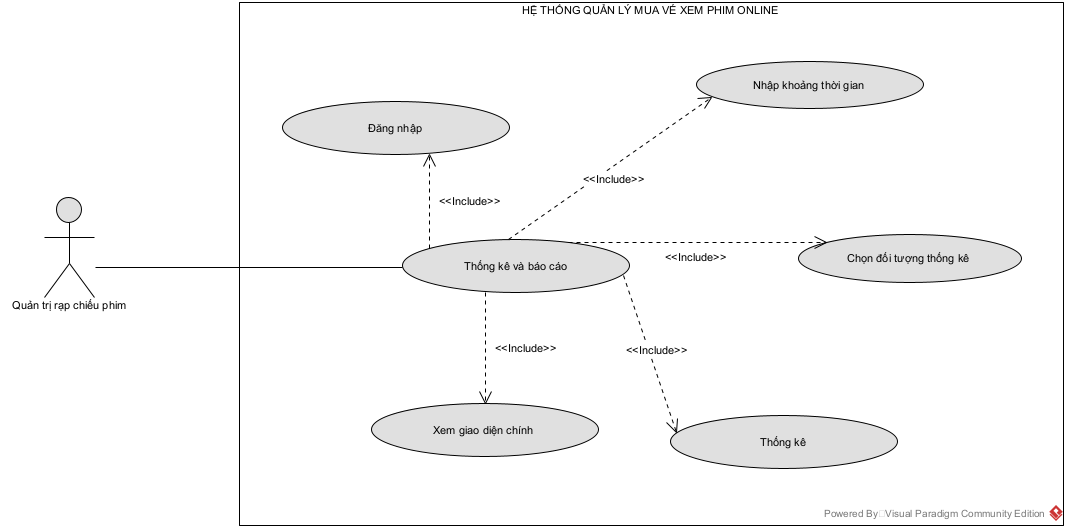 HỆ THỐNG QUẢN LÝ MUA VÉ XEM PHIM ONLINE
Nhập khoảng thời gian
Đăng nhập
<<Include>>
<<Include>>
Chọn đối tượng thống kê
<<Include>>
Thống kê và báo cáo
Quản trị rạp chiếu phim
<<Include>>
<<Include>>
Xem giao diện chính
Thống kê
Powered By Visual Paradigm Community Edition